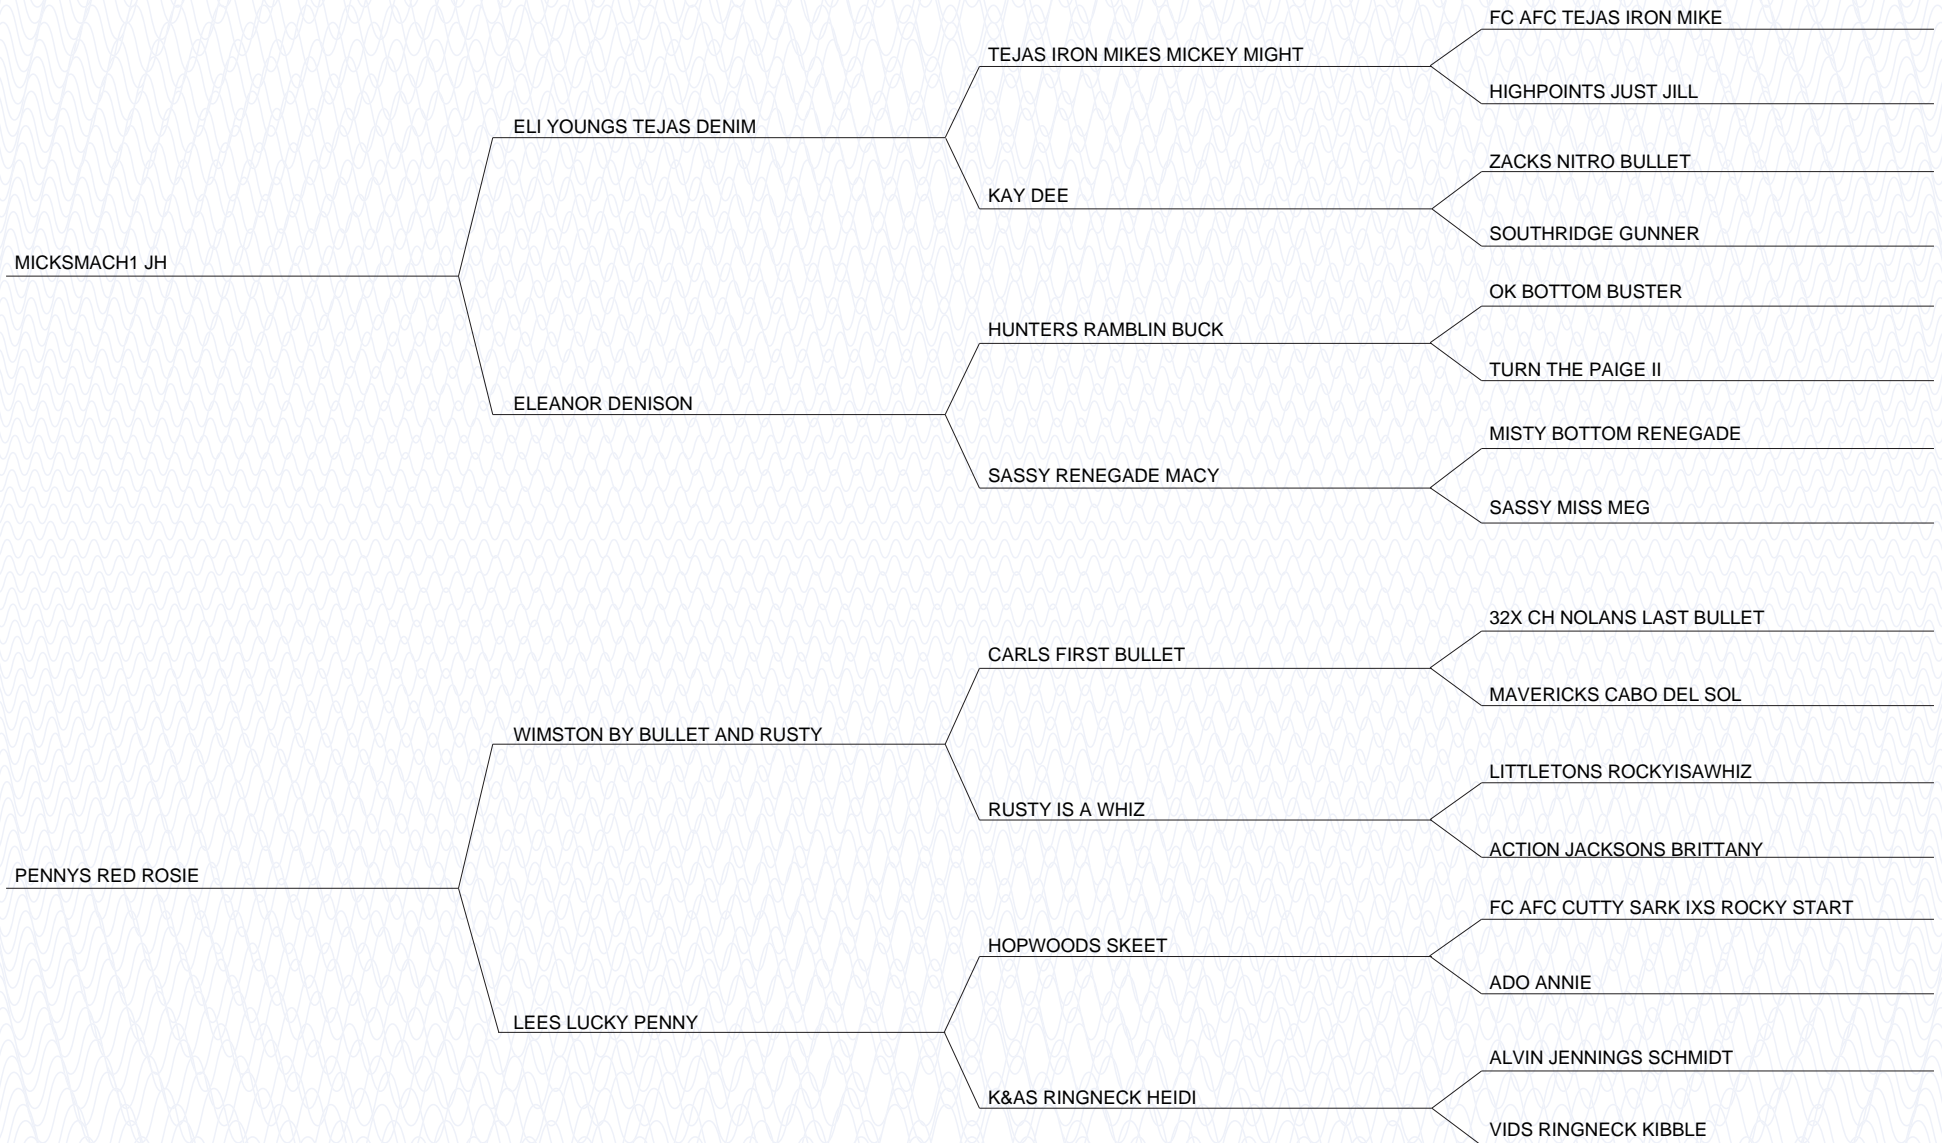 FC AFC TEJAS IRON MIKE
TEJAS IRON MIKES MICKEY MIGHT
HIGHPOINTS JUST JILL
ELI YOUNGS TEJAS DENIM
ZACKS NITRO BULLET
KAY DEE
SOUTHRIDGE GUNNER
MICKSMACH1 JH
OK BOTTOM BUSTER
HUNTERS RAMBLIN BUCK
TURN THE PAIGE II
ELEANOR DENISON
MISTY BOTTOM RENEGADE
SASSY RENEGADE MACY
SASSY MISS MEG
32X CH NOLANS LAST BULLET
CARLS FIRST BULLET
MAVERICKS CABO DEL SOL
WIMSTON BY BULLET AND RUSTY
LITTLETONS ROCKYISAWHIZ
RUSTY IS A WHIZ
ACTION JACKSONS BRITTANY
PENNYS RED ROSIE
FC AFC CUTTY SARK IXS ROCKY START
HOPWOODS SKEET
ADO ANNIE
LEES LUCKY PENNY
ALVIN JENNINGS SCHMIDT
K&AS RINGNECK HEIDI
VIDS RINGNECK KIBBLE